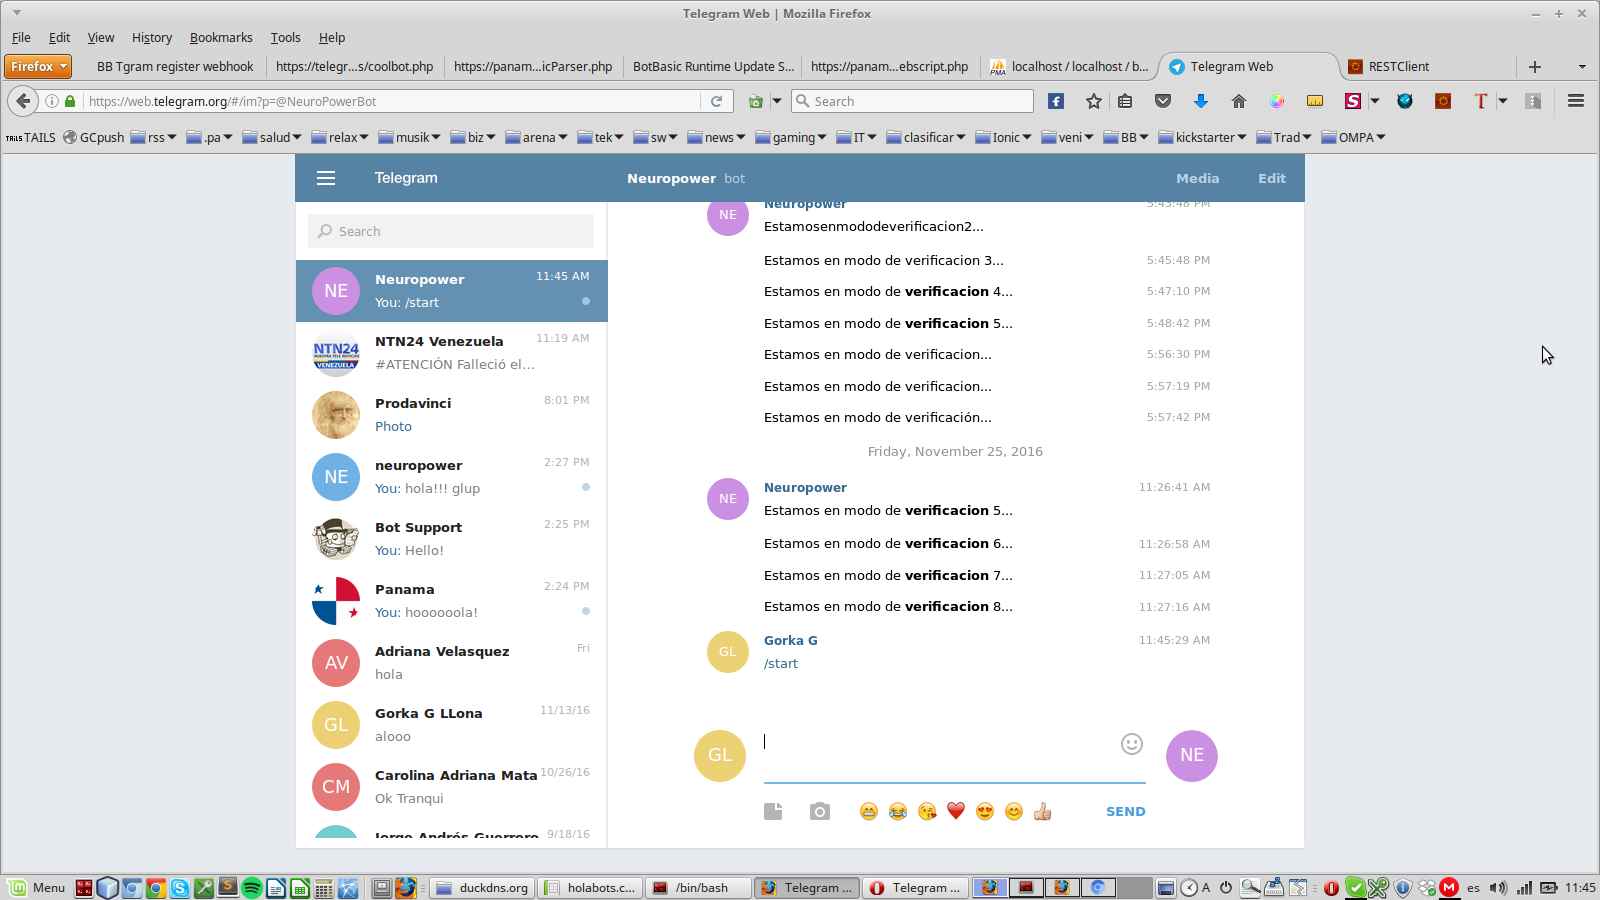 Telegram Web | Mozilla Firefox
File Edit View History Bookmarks Tools Help
Firefox BB Tgram register webhook https://telegr...s/coolbot.php https://panam...icParser.php BotBasic Runtime Update S... https://panam...ebscript.php PMA localhost / localhost / b... Telegram Web RESTClient
https://web.telegram.org/#/im?p=@NeuroPowerBot Search
TAILS TAILS GCpush rss .pa salud relax musik biz arena tek sw news gaming IT clasificar Ionic veni BB kickstarter Trad OMPA
Telegram
Neuropower bot Media Edit
Search
NE Neuropower 11:45 AM
You: /start
NTN24 Venezuela 11:19 AM
NTN24
NUESTRA TELE NOTICIAS
VENEZUELA
#ATENCIÓN Falleció el...
Prodavinci 8:01 PM
Photo
NE neuropower 2:27 PM
You: hola!!! glup
Bot Support 2:25 PM
You: Hello!
Panama 2:24 PM
You: hoooooola!
AV Adriana Velasquez Fri
hola
GL Gorka G LLona 11/13/16
alooo
CM Carolina Adriana Mata 10/26/16
Ok Tranqui
Jorge Andrés Guerrero 9/18/16
NE Neuropower 5:43:48 PM
Estamosenmododeverificacion2...
Estamos en modo de verificacion 3... 5:45:48 PM
Estamos en modo de verificacion 4... 5:47:10 PM
Estamos en modo de verificacion 5... 5:48:42 PM
Estamos en modo de verificacion... 5:56:30 PM
Estamos en modo de verificacion... 5:57:19 PM
Estamos en modo de verificación... 5:57:42 PM
Friday, November 25, 2016
NE Neuropower 11:26:41 AM
Estamos en modo de verificacion 5...
Estamos en modo de verificacion 6... 11:26:58 AM
Estamos en modo de verificacion 7... 11:27:05 AM
Estamos en modo de verificacion 8... 11:27:16 AM
GL Gorka G 11:45:29 AM
/start
GL NE
SEND
Menu duckdns.org holabots.c... /bin/bash Telegram ... Telegram ... A es 11:45